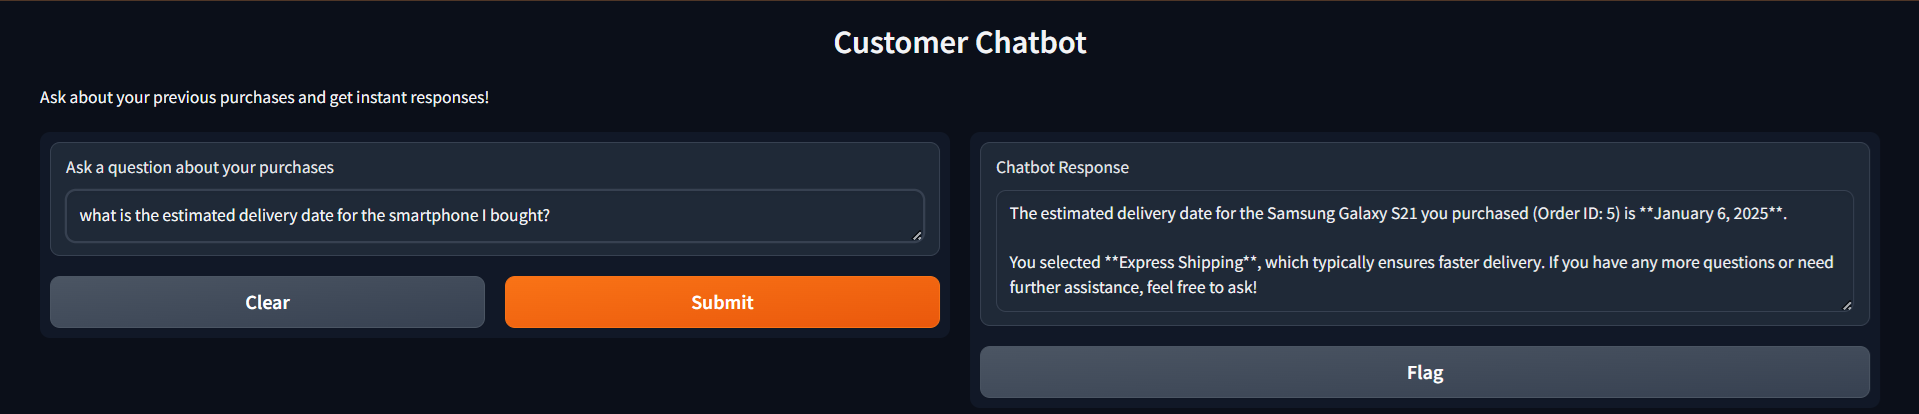 Customer Chatbot
Ask about your previous purchases and get instant responses!
Ask a question about your purchases
what is the estimated delivery date for the smartphone I bought?
Clear
Submit
Chatbot Response
The estimated delivery date for the Samsung Galaxy S21 you purchased (Order ID: 5) is **January 6, 2025**.
You selected **Express Shipping**, which typically ensures faster delivery. If you have any more questions or need
further assistance, feel free to ask!
Flag